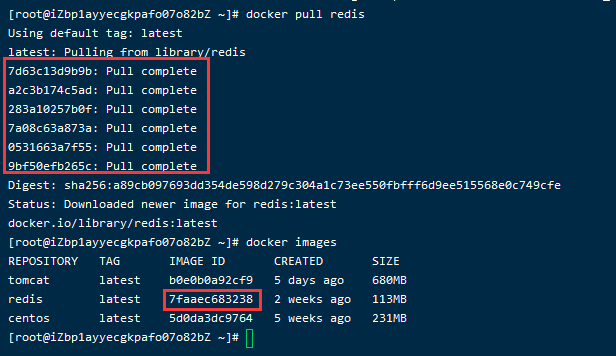 [root@iZbp1ayyecgkpafo07o82bZ ~]# docker pull redis
Using default tag: latest
latest: Pulling from library/redis
7d63c13d9b9b: Pull complete
a2c3b174c5ad: Pull complete
283a10257b0f: Pull complete
7a08c63a873a: Pull complete
0531663a7f55: Pull complete
9bf50efb265c: Pull complete
Digest: sha256:a89cb097693dd354de598d279c304a1c73ee550fbfff6d9ee515568e0c749cfe
Status: Downloaded newer image for redis:latest
docker.io/library/redis:latest
[root@iZbp1ayyecgkpafo07o82bZ ~]# docker images
REPOSITORY TAG IMAGE ID CREATED SIZE
tomcat latest b0e0b0a92cf9 5 days ago 680MB
redis latest 7faaec683238 2 weeks ago 113MB
centos latest 5d0da3dc9764 5 weeks ago 231MB
[root@iZbp1ayyecgkpafo07o82bZ ~]#